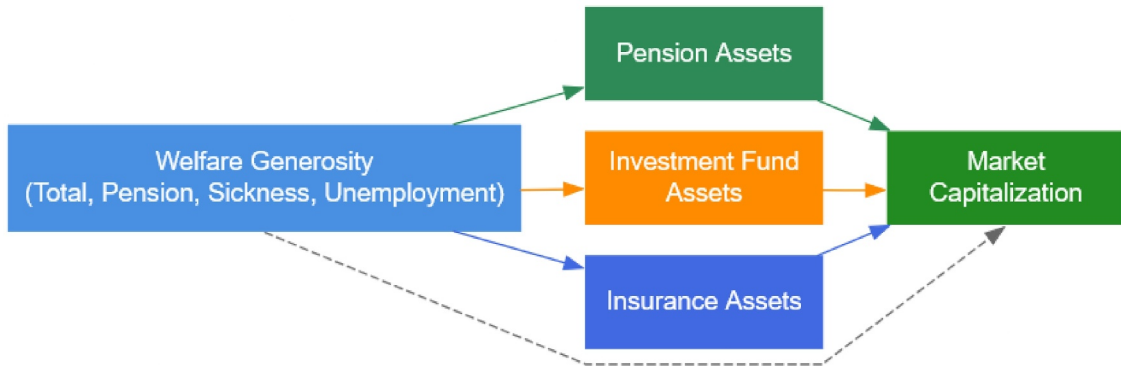 Pension Assets
Welfare Generosity
(Total, Pension, Sickness, Unemployment)
Investment Fund
Assets
Market
Capitalization
Insurance Assets